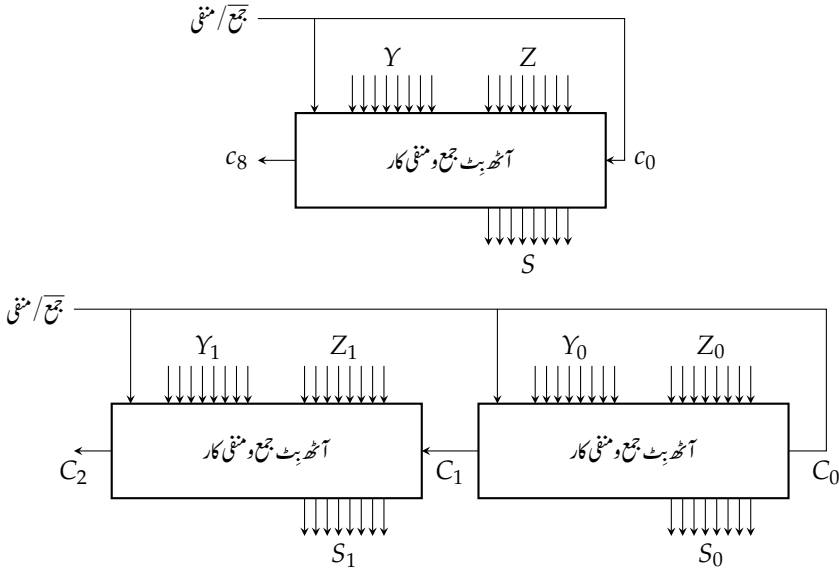 جمع‎/منفی
Y Z
c8 آٹھ بِٹ جمع و منفی کار c0
S
جمع‎/منفی
Y1 Z1 Y0 Z0
C2 آٹھ بِٹ جمع و منفی کار C1 آٹھ بِٹ جمع و منفی کار C0
S1 S0